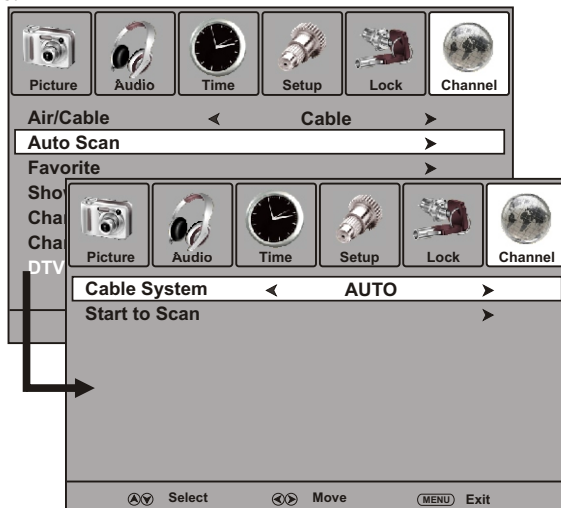 Picture Audio Time Setup Lock Channel
Air/Cable Cable
Auto Scan
Favorite
Sho
Cha
Cha
DTV
Picture Audio Time Setup Lock Channel
Cable System AUTO
Start to Scan
Select Move MENU Exit